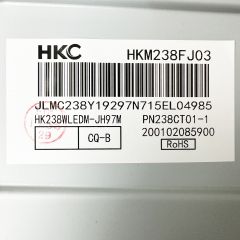 HKC HKM238FJ03
JLMC238Y19297N715EL04985
HK238WLEDM-JH97M PN238CT01-1
CQ-B 200102085900
RoHS